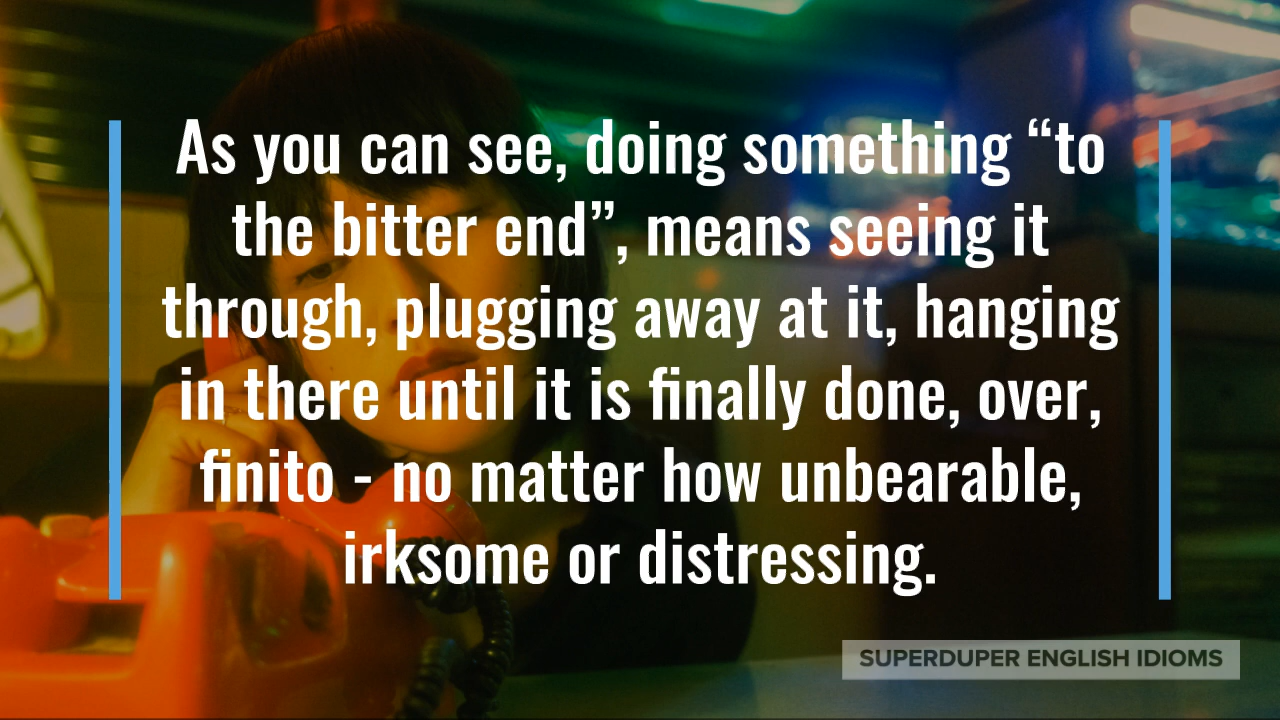 As you can see, doing something “to
the bitter end”, means seeing it
through, plugging away at it, hanging
in there until it is finally done, over,
finito - no matter how unbearable,
irksome or distressing.
SUPERDUPER ENGLISH IDIOMS